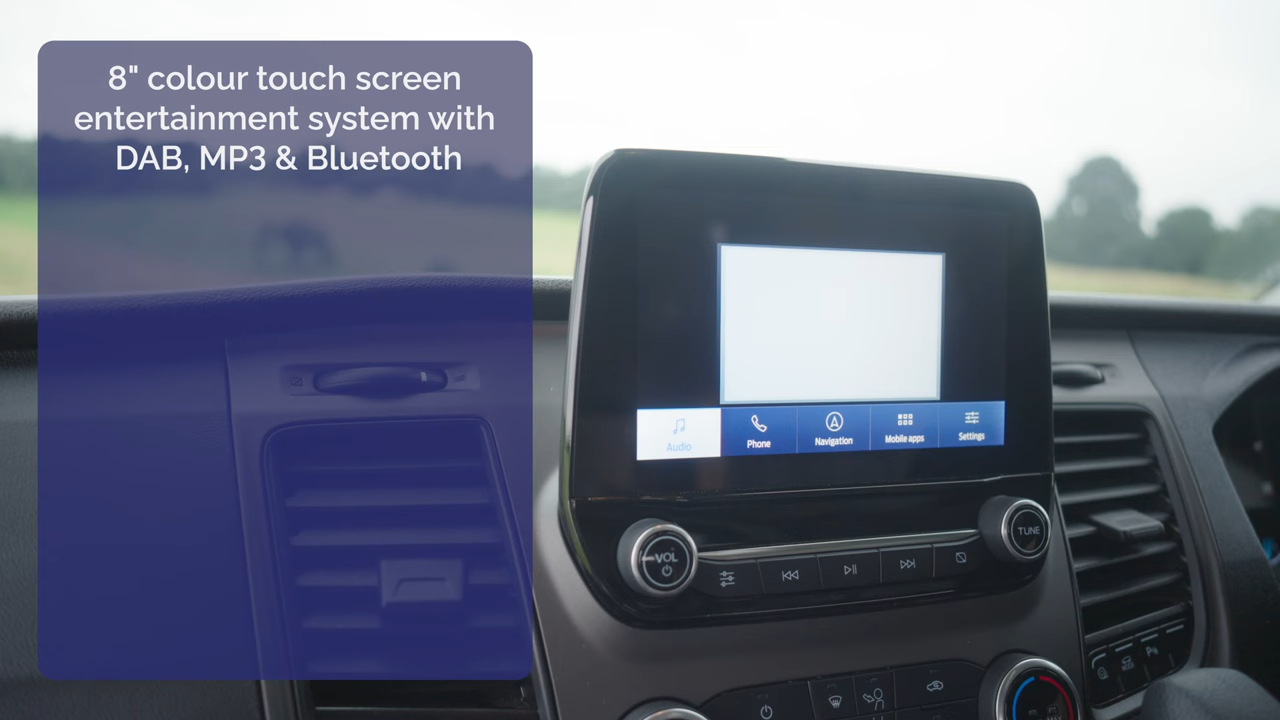 8" colour touch screen
entertainment system with
DAB, MP3 & Bluetooth
Audio
Phone
Navigation
Mobile apps
Settings
VOL
TUNE